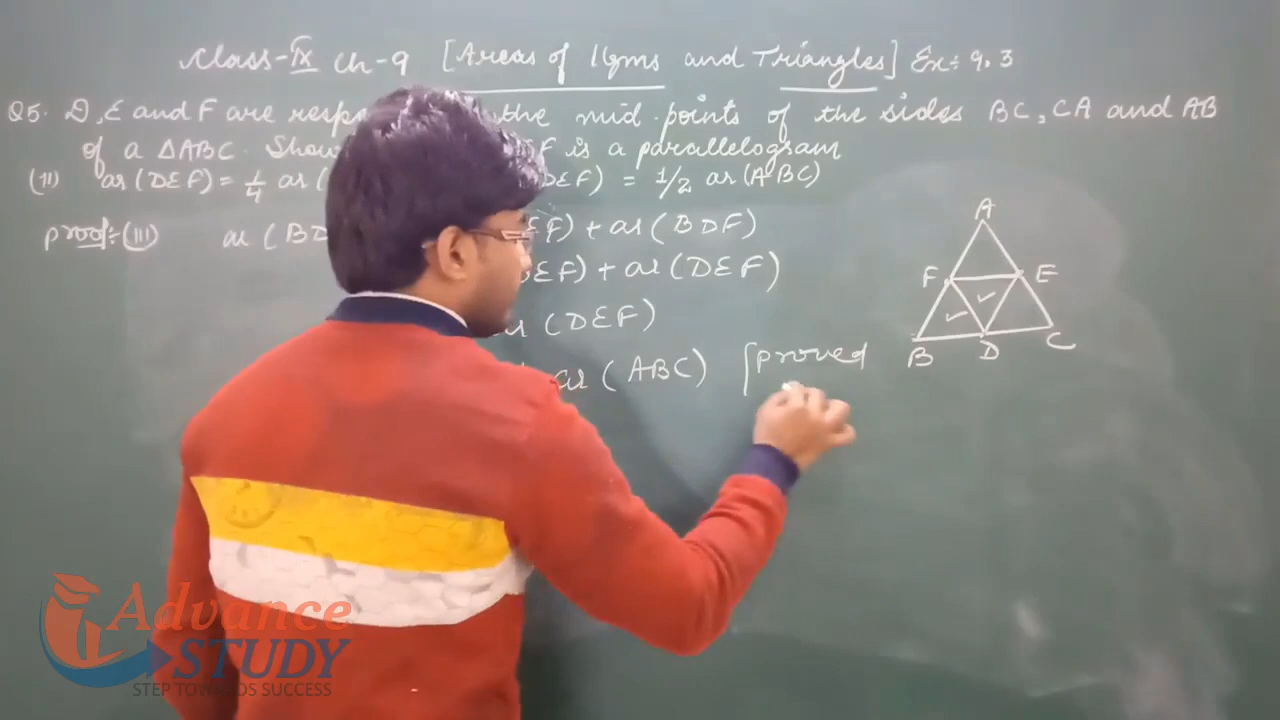 Class-IX Ch-9 [Areas of ||gms and Triangles] Ex÷ 9.3
Q5. D, E and F are the mid-points of the sides BC, CA and AB
of a ΔABC. Show F is a parallelogram
(II) ar(DEF) = 1/4 ar( DEF) = 1/2 ar(ABC)
proof÷(III) ar(BD EF) + ar(BDF)
DEF) + ar(DEF)
ar(DEF)
ar(ABC) [proved
A
F E
B D C
Advance
STUDY
STEP TOWARDS SUCCESS